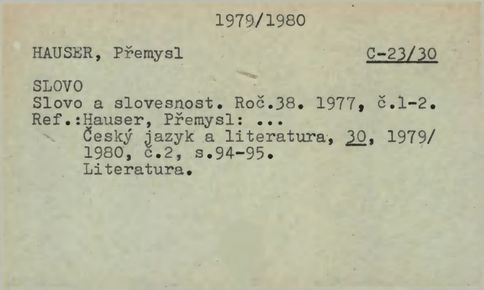 1979/1980
HAUSER, Přemysl C-23/30
SLOVO
Slovo a slovesnost. Roč.38. 1977, č.1-2.
Ref.:Hauser, Přemysl: ...
Český jazyk a literatura, 30, 1979/
1980, č.2, s.94-95.
Literatura.